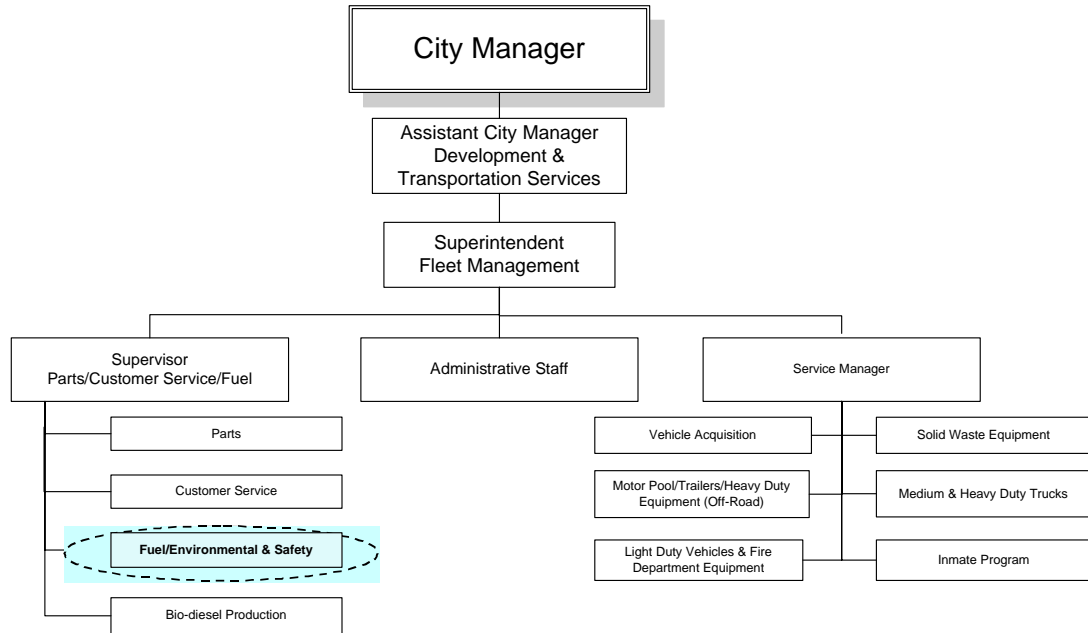 City Manager
Assistant City Manager
Development &
Transportation Services
Superintendent
Fleet Management
Supervisor
Parts/Customer Service/Fuel
Administrative Staff
Service Manager
Parts
Customer Service
Fuel/Environmental & Safety
Bio-diesel Production
Vehicle Acquisition
Solid Waste Equipment
Motor Pool/Trailers/Heavy Duty
Equipment (Off-Road)
Medium & Heavy Duty Trucks
Light Duty Vehicles & Fire
Department Equipment
Inmate Program